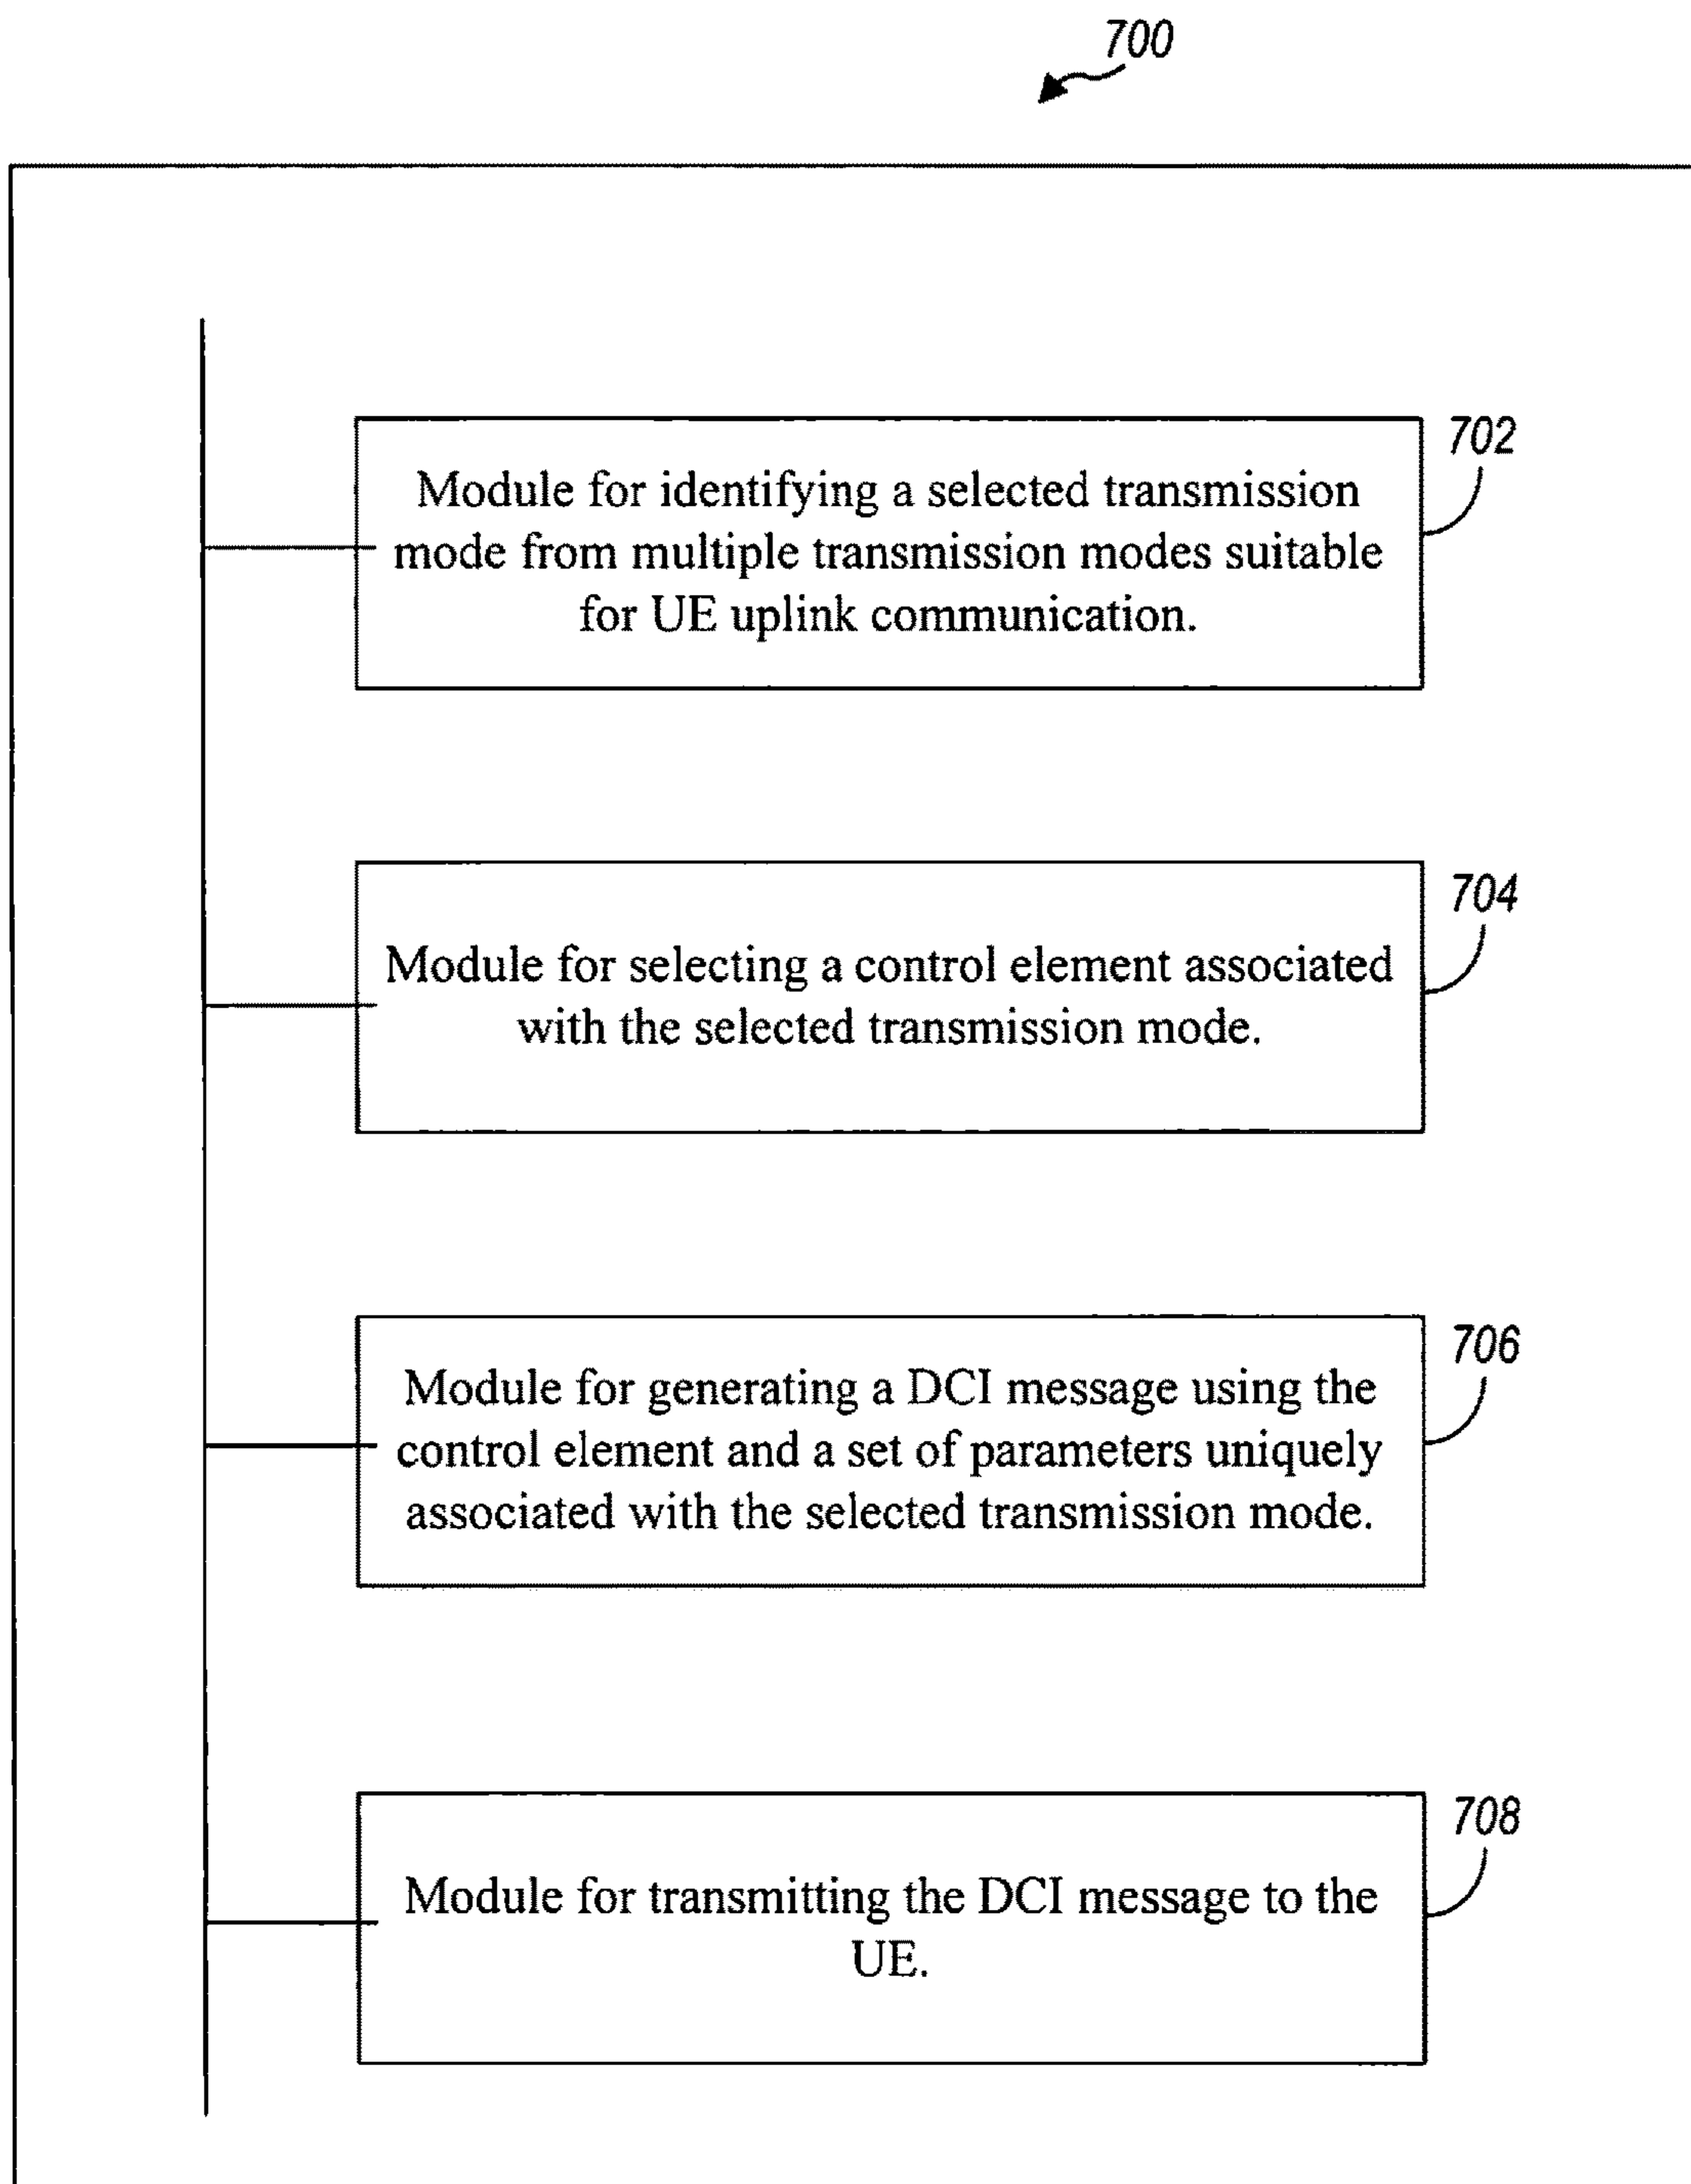 700
702
Module for identifying a selected transmission
mode from multiple transmission modes suitable
for UE uplink communication.
704
Module for selecting a control element associated
with the selected transmission mode.
706
Module for generating a DCI message using the
control element and a set of parameters uniquely
associated with the selected transmission mode.
708
Module for transmitting the DCI message to the
UE.